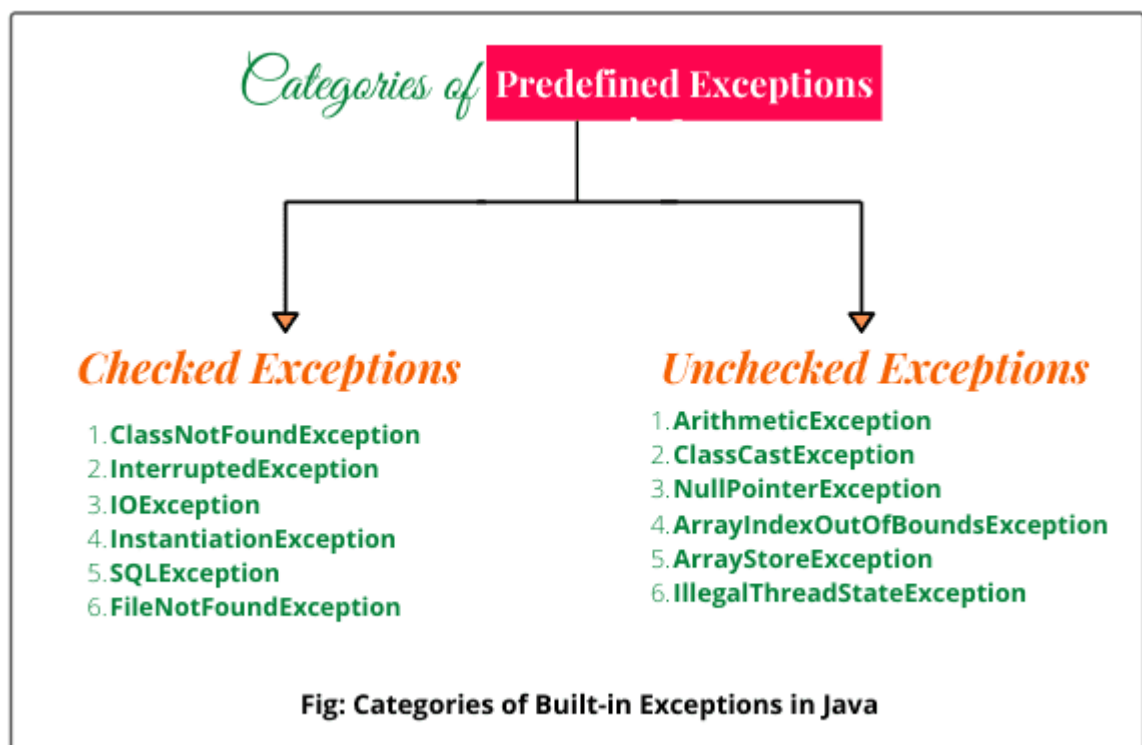 Categories of Predefined Exceptions
Checked Exceptions
1. ClassNotFoundException
2. InterruptedException
3. IOException
4. InstantiationException
5. SQLException
6. FileNotFoundException
Unchecked Exceptions
1. ArithmeticException
2. ClassCastException
3. NullPointerException
4. ArrayIndexOutOfBoundsException
5. ArrayStoreException
6. IllegalThreadStateException
Fig: Categories of Built-in Exceptions in Java